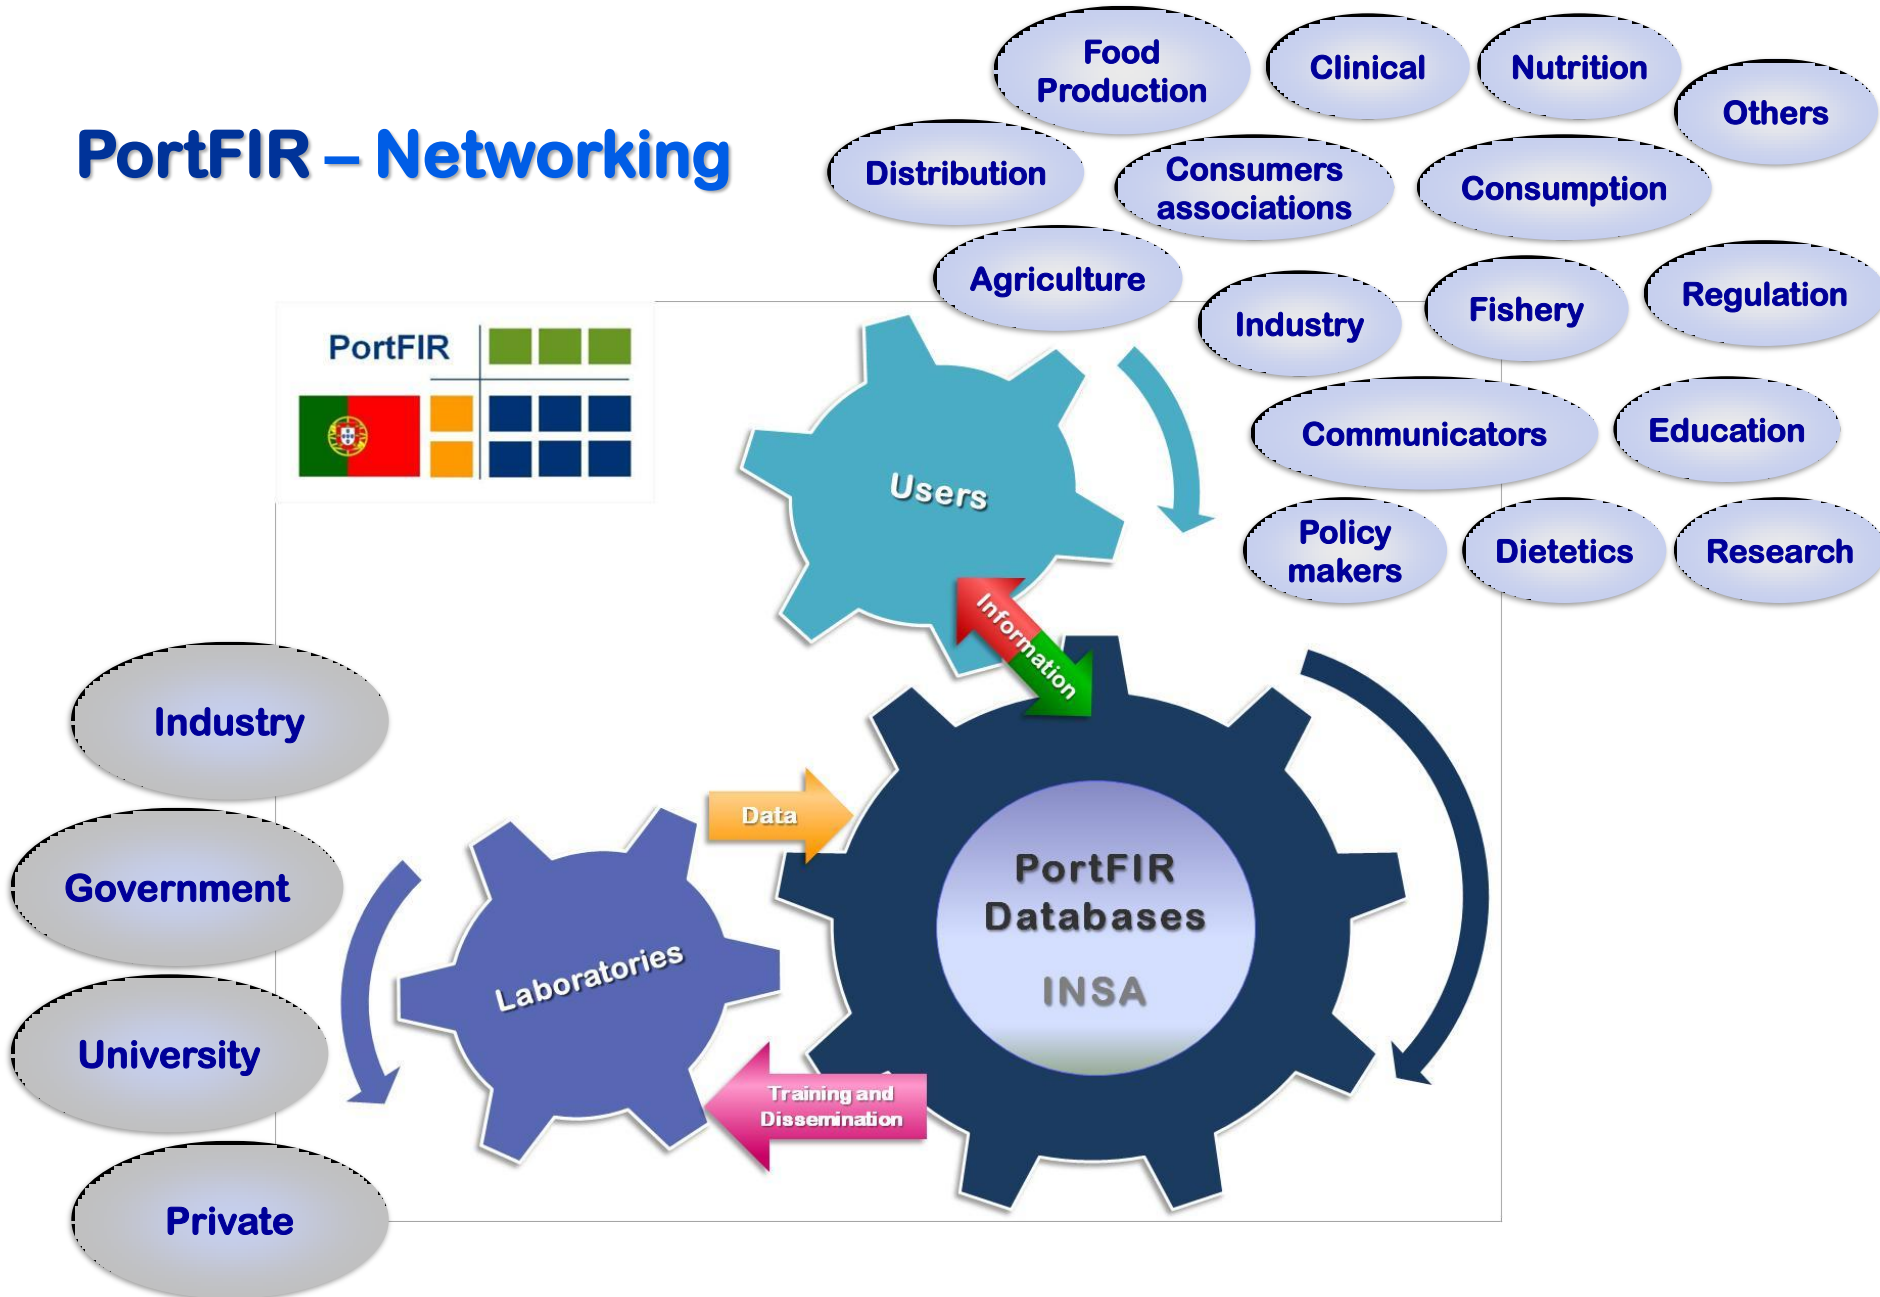 PortFIR – Networking
Food
Production
Clinical
Nutrition
Others
Distribution
Consumers
associations
Consumption
Agriculture
Industry
Fishery
Regulation
Communicators
Education
Policy
makers
Dietetics
Research
PortFIR
Users
Information
Industry
Government
University
Private
Data
Laboratories
PortFIR
Databases
INSA
Training and
Dissemination